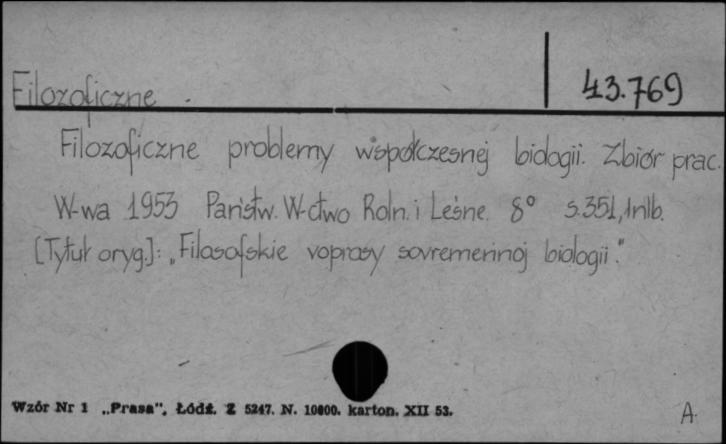 Filozoficzne
43.769
Filozoficzne problemy współczesnej biologii. Zbiór prac.
W-wa 1953 Państw. W-ctwo Roln. i Leśne. 8° s.351,1nlb.
[Tytuł oryg.]: „Filosofskie voprosy sovremennoj biologii."
Wzór Nr 1 „Prasa", Łódź. Z 5247. N. 10000. karton. XII 53.
A.